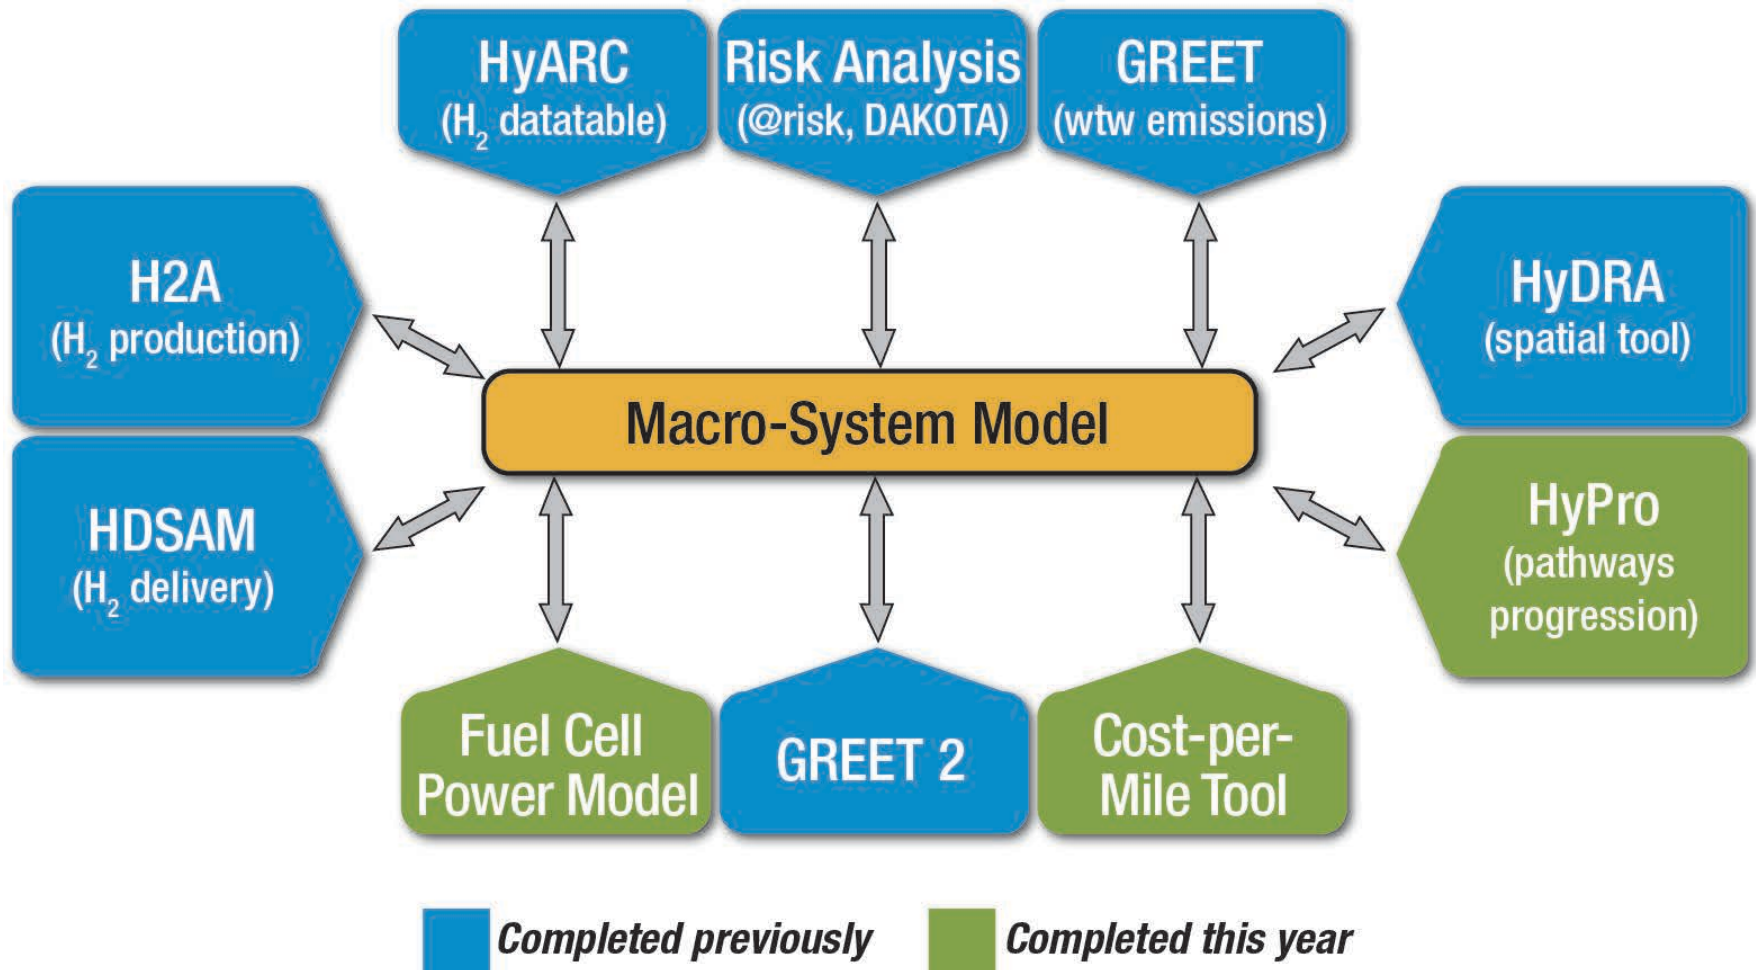 HyARC
(H₂ datatable)
Risk Analysis
(@risk, DAKOTA)
GREET
(wtw emissions)
H2A
(H₂ production)
HyDRA
(spatial tool)
Macro-System Model
HDSAM
(H₂ delivery)
HyPro
(pathways
progression)
Fuel Cell
Power Model
GREET 2
Cost-per-
Mile Tool
Completed previously
Completed this year